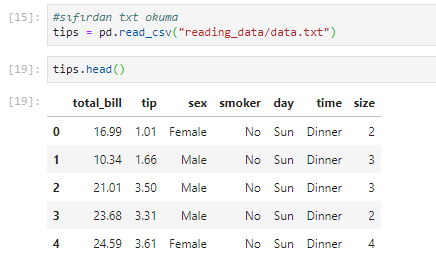 [15]: #sıfırdan txt okuma
tips = pd.read_csv("reading_data/data.txt")
[19]: tips.head()
[19]: total_bill tip sex smoker day time size
0 16.99 1.01 Female No Sun Dinner 2
1 10.34 1.66 Male No Sun Dinner 3
2 21.01 3.50 Male No Sun Dinner 3
3 23.68 3.31 Male No Sun Dinner 2
4 24.59 3.61 Female No Sun Dinner 4